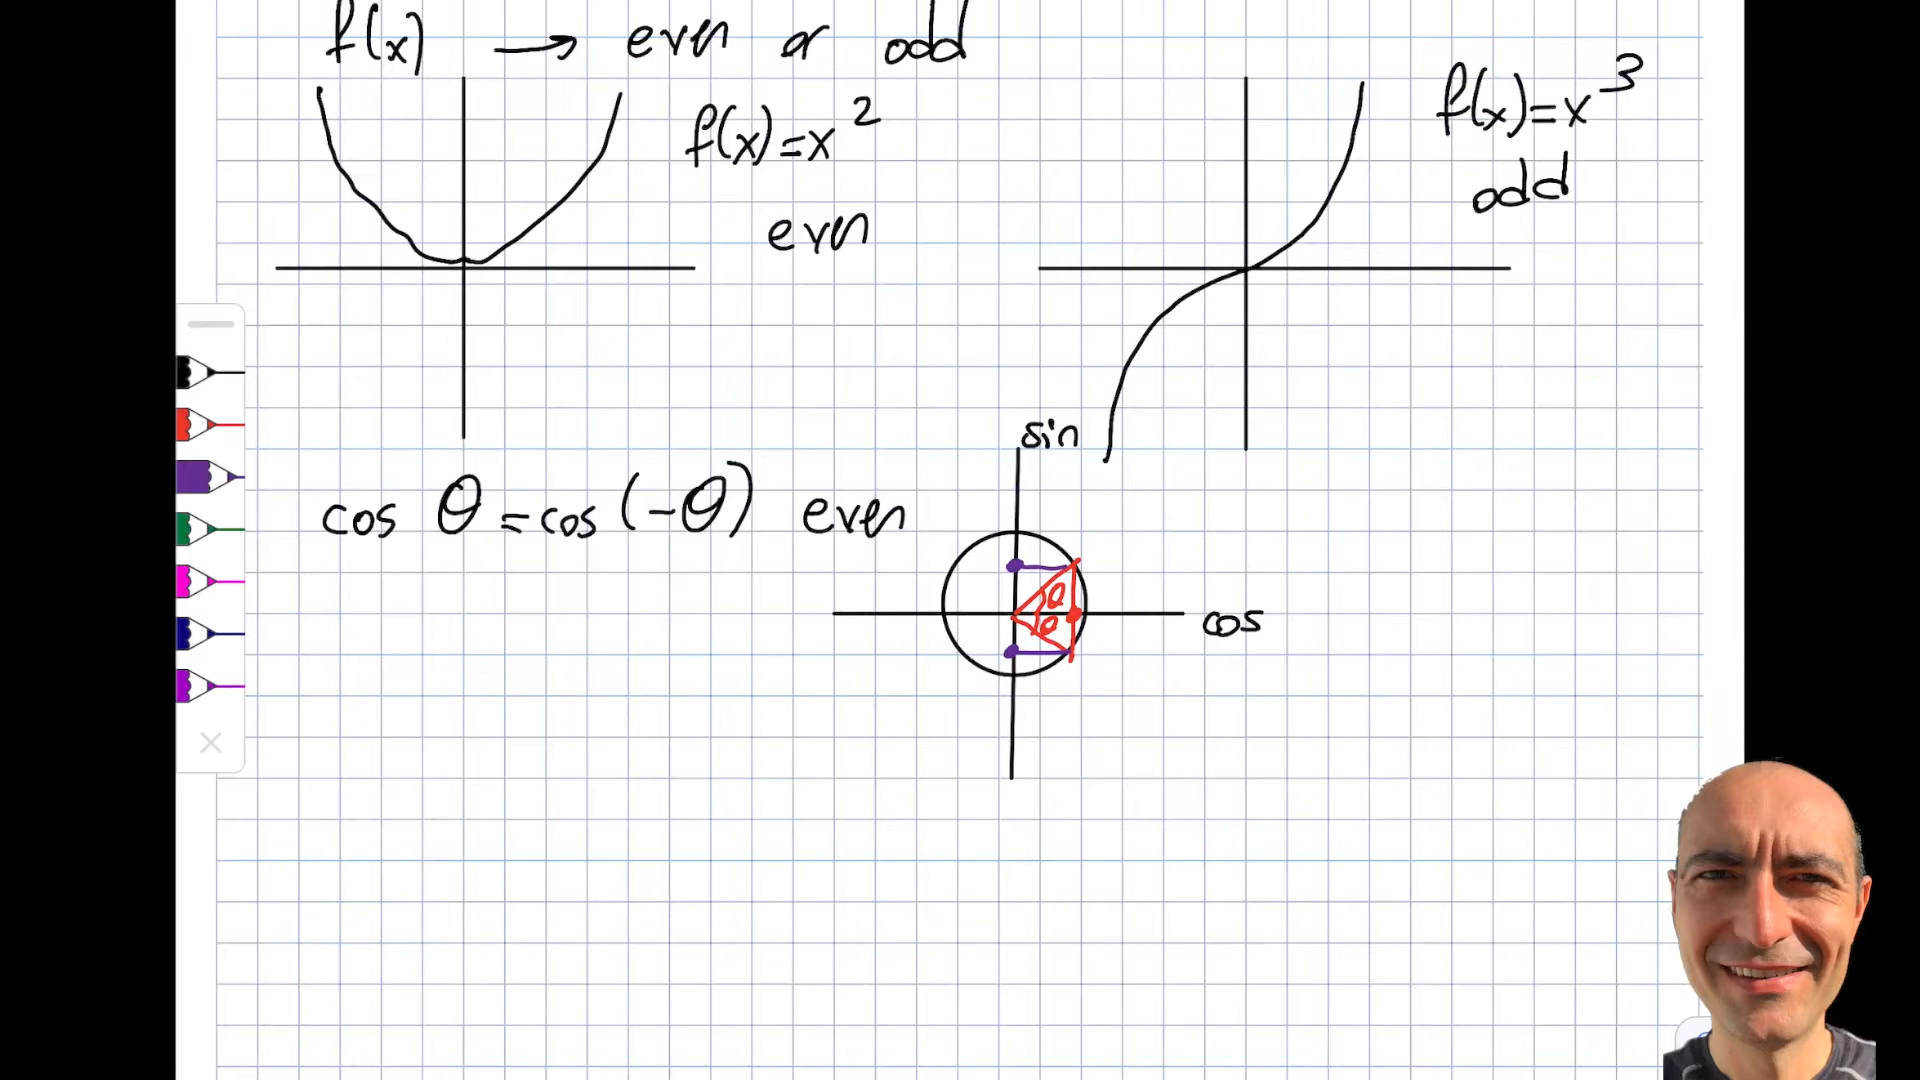 f(x) → even or odd
f(x)=x²
even
f(x)=x³
odd
cos θ=cos(-θ) even
sin
θ
θ
cos